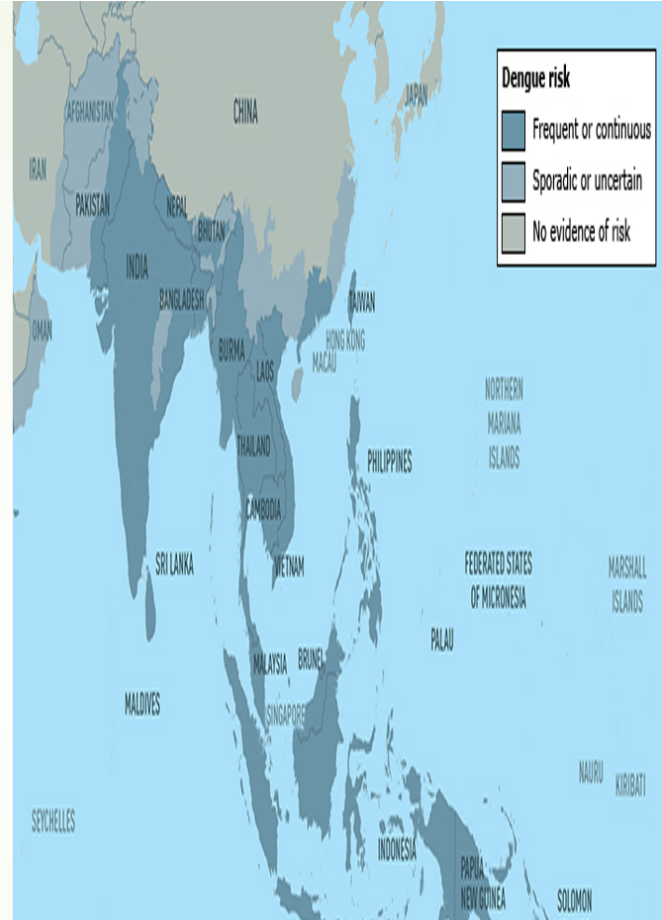 Dengue risk
Frequent or continuous
Sporadic or uncertain
No evidence of risk
JAPAN
AFGHANISTAN
CHINA
IRAN
PAKISTAN
NEPAL
BHUTAN
INDIA
BANGLADESH
TAIWAN
OMAN
HONG KONG
MACAU
BURMA
LAOS
NORTHERN
MARIANA
ISLANDS
THAILAND
PHILIPPINES
CAMBODIA
VIETNAM
SRI LANKA
FEDERATED STATES
OF MICRONESIA
MARSHALL
ISLANDS
PALAU
MALAYSIA
BRUNEI
MALDIVES
SINGAPORE
NAURU
KIRIBATI
SEYCHELLES
INDONESIA
PAPUA
NEW GUINEA
SOLOMON